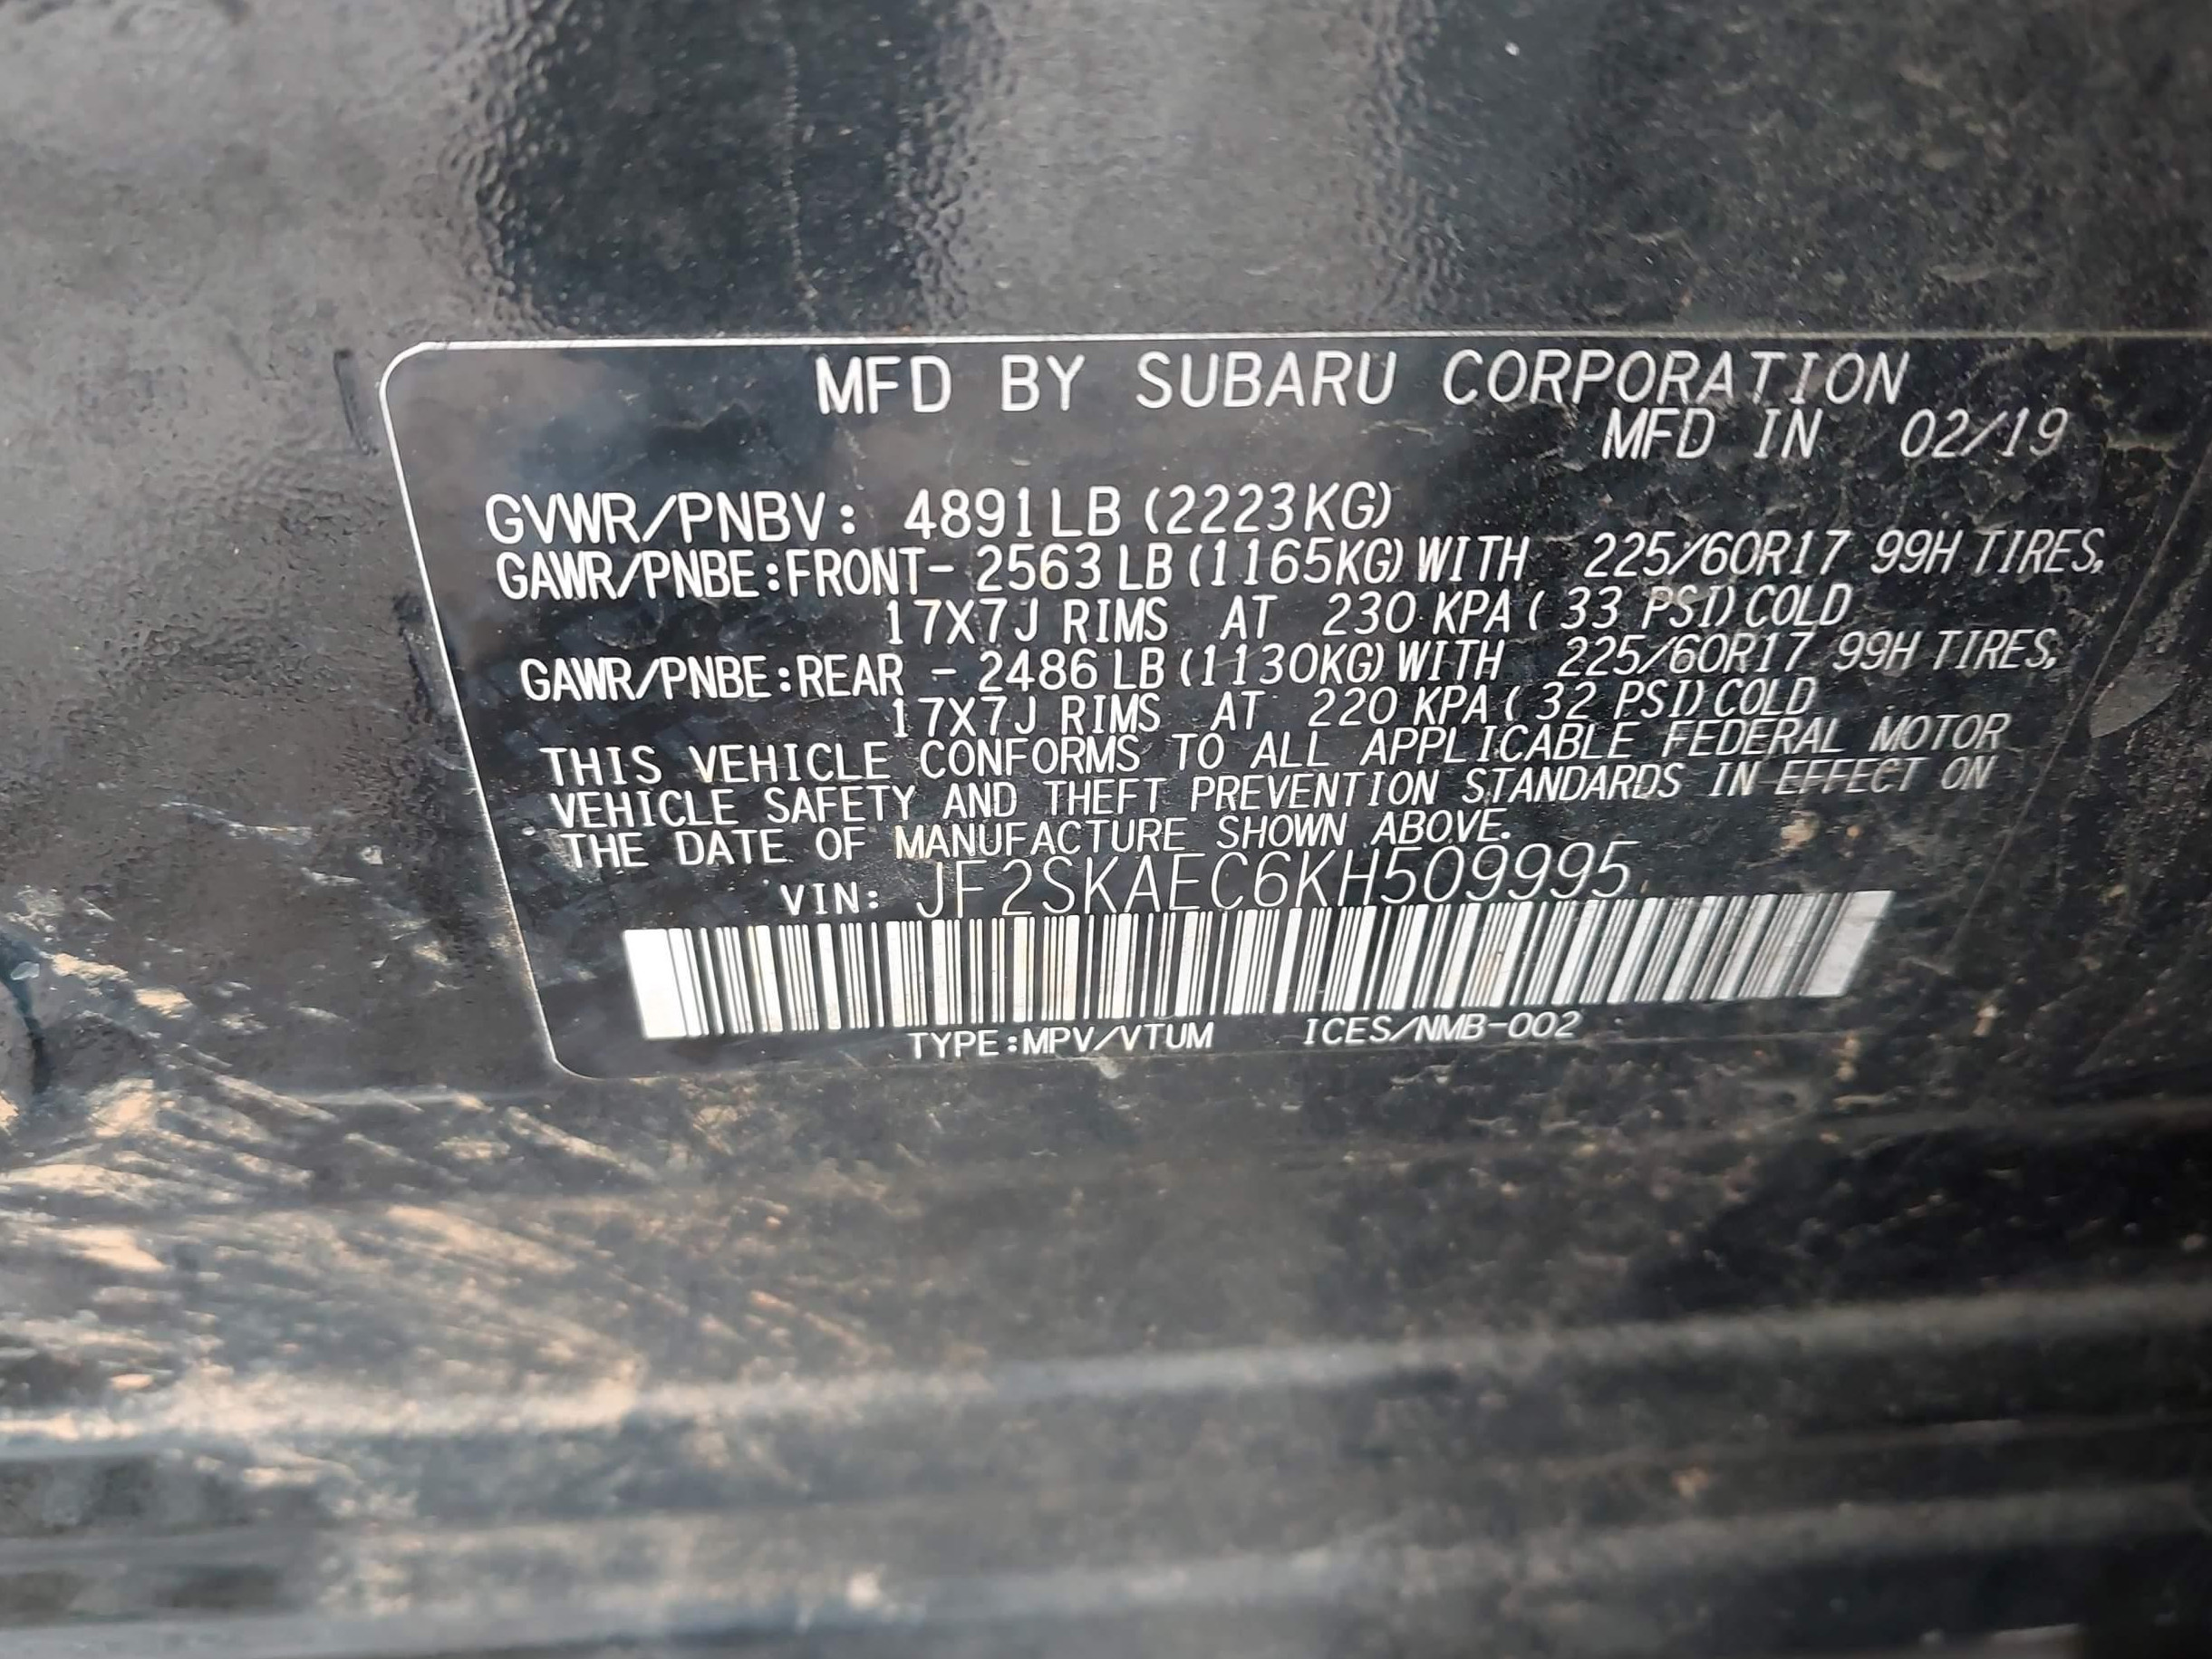 MFD BY SUBARU CORPORATION
MFD IN 02/19
GVWR/PNBV: 4891LB (2223KG)
GAWR/PNBE:FRONT- 2563 LB (1165KG) WITH 225/60R17 99H TIRES,
17X7J RIMS AT 230 KPA ( 33 PSI) COLD
GAWR/PNBE:REAR - 2486 LB (1130KG) WITH 225/60R17 99H TIRES,
17X7J RIMS AT 220 KPA ( 32 PSI) COLD
THIS VEHICLE CONFORMS TO ALL APPLICABLE FEDERAL MOTOR
VEHICLE SAFETY AND THEFT PREVENTION STANDARDS IN EFFECT ON
THE DATE OF MANUFACTURE SHOWN ABOVE.
VIN: JF2SKAEC6KH509995
TYPE:MPV/VTUM ICES/NMB-002